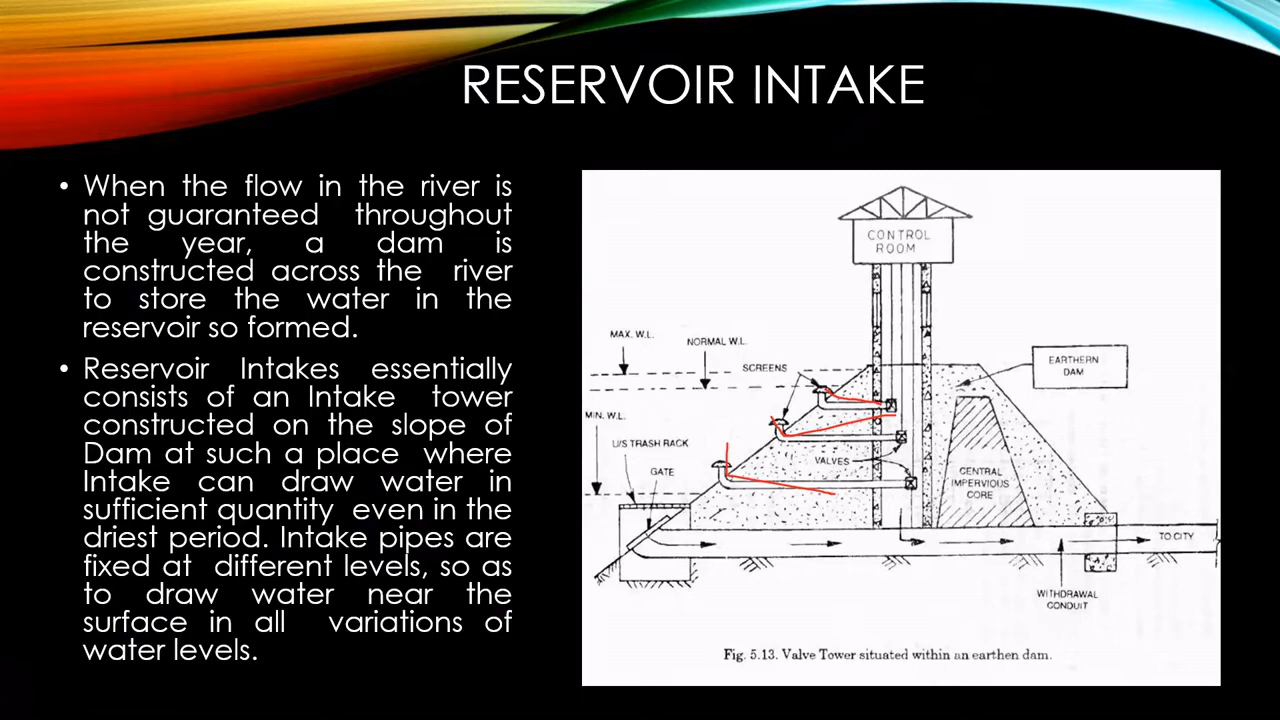 RESERVOIR INTAKE
• When the flow in the river is
not guaranteed throughout
the year, a dam is
constructed across the river
to store the water in the
reservoir so formed.
• Reservoir Intakes essentially
consists of an Intake tower
constructed on the slope of
Dam at such a place where
Intake can draw water in
sufficient quantity even in the
driest period. Intake pipes are
fixed at different levels, so as
to draw water near the
surface in all variations of
water levels.
CONTROL
ROOM
MAX. W.L.
NORMAL W.L.
SCREENS
EARTHERN
DAM
MIN. W.L.
U/S TRASH RACK
GATE
VALVES
CENTRAL
IMPERVIOUS
CORE
TO CITY
WITHDRAWAL
CONDUIT
Fig. 5.13. Valve Tower situated within an earthen dam.